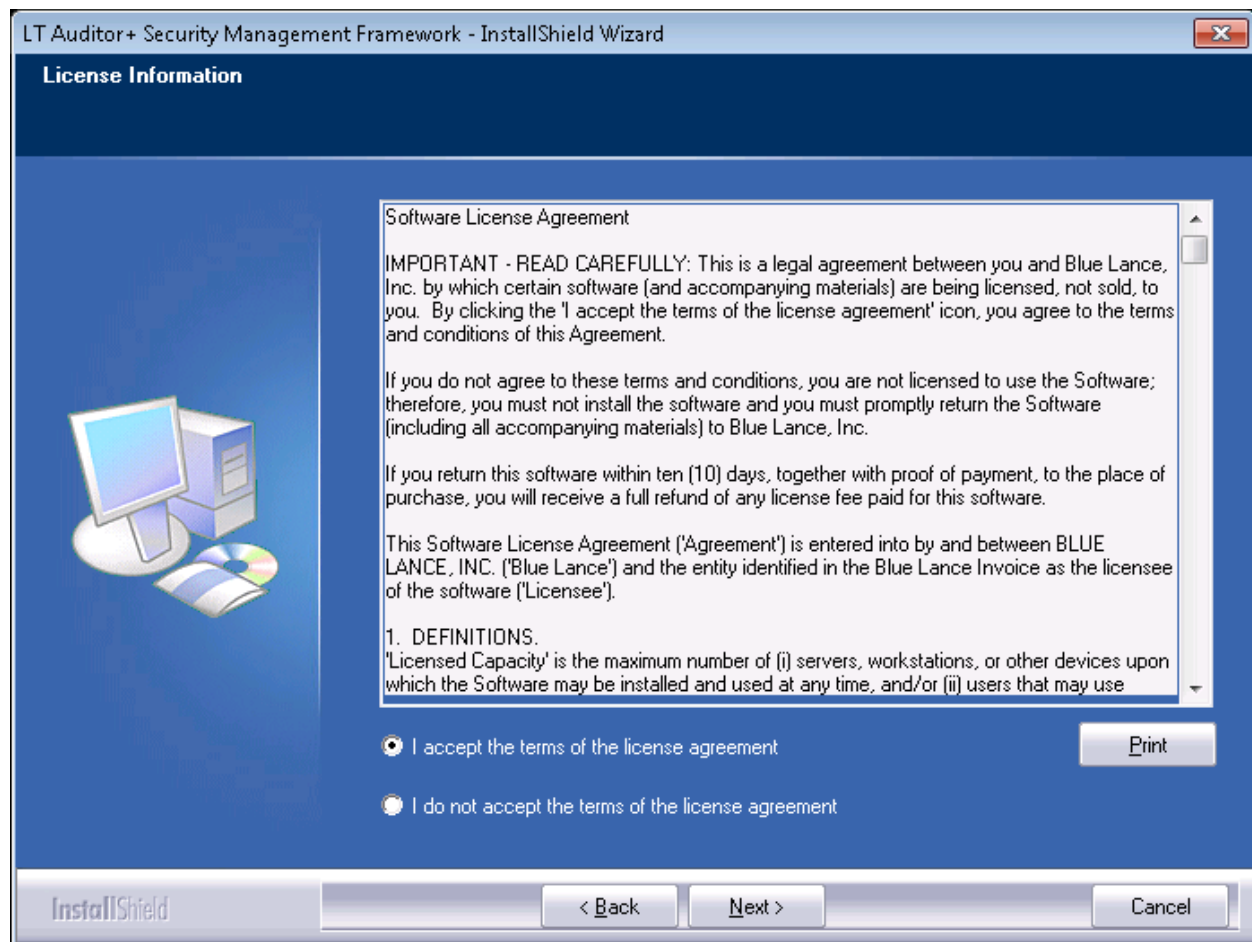 LT Auditor+ Security Management Framework - InstallShield Wizard
License Information
Software License Agreement
IMPORTANT - READ CAREFULLY: This is a legal agreement between you and Blue Lance,
Inc. by which certain software (and accompanying materials) are being licensed, not sold, to
you.  By clicking the 'I accept the terms of the license agreement' icon, you agree to the terms
and conditions of this Agreement.
If you do not agree to these terms and conditions, you are not licensed to use the Software;
therefore, you must not install the software and you must promptly return the Software
(including all accompanying materials) to Blue Lance, Inc.
If you return this software within ten (10) days, together with proof of payment, to the place of
purchase, you will receive a full refund of any license fee paid for this software.
This Software License Agreement ('Agreement') is entered into by and between BLUE
LANCE, INC. ('Blue Lance') and the entity identified in the Blue Lance Invoice as the licensee
of the software ('Licensee').
1.  DEFINITIONS.
'Licensed Capacity' is the maximum number of (i) servers, workstations, or other devices upon
which the Software may be installed and used at any time, and/or (ii) users that may use
I accept the terms of the license agreement
Print
I do not accept the terms of the license agreement
InstallShield
< Back
Next >
Cancel